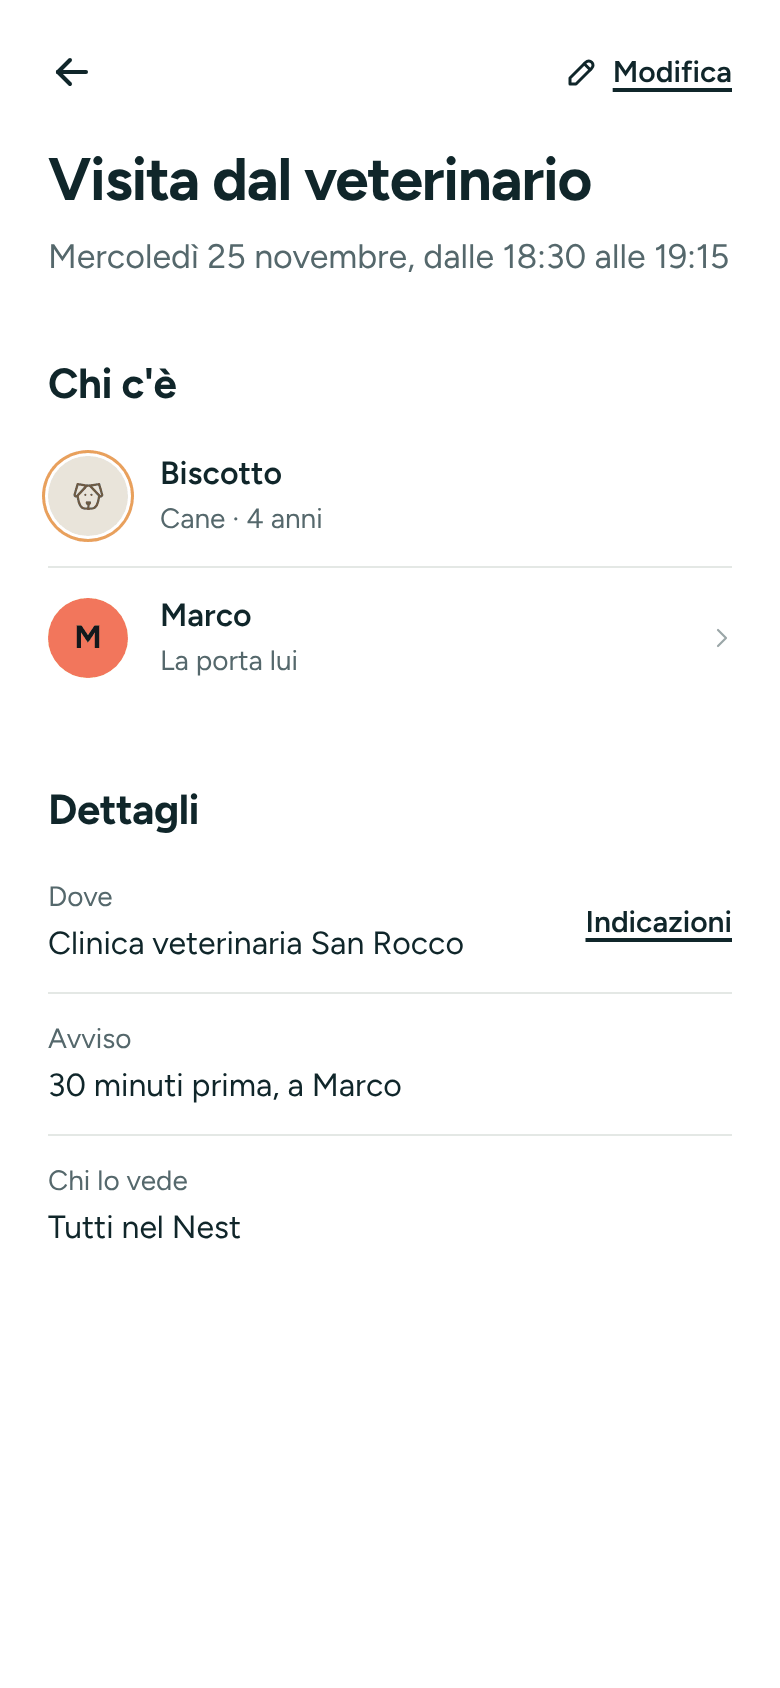 Modifica
Visita dal veterinario
Mercoledì 25 novembre, dalle 18:30 alle 19:15
Chi c'è
Biscotto
Cane · 4 anni
M
Marco
La porta lui
Dettagli
Dove
Clinica veterinaria San Rocco
Indicazioni
Avviso
30 minuti prima, a Marco
Chi lo vede
Tutti nel Nest